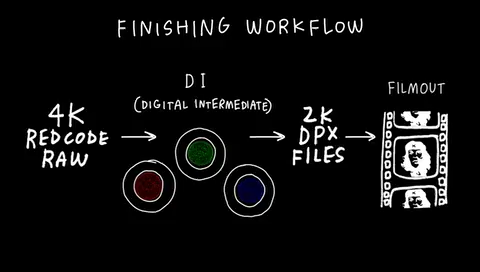 FINISHING WORKFLOW
DI
(DIGITAL INTERMEDIATE)
FILMOUT
4K
REDCODE
RAW
2K
DPX
FILES